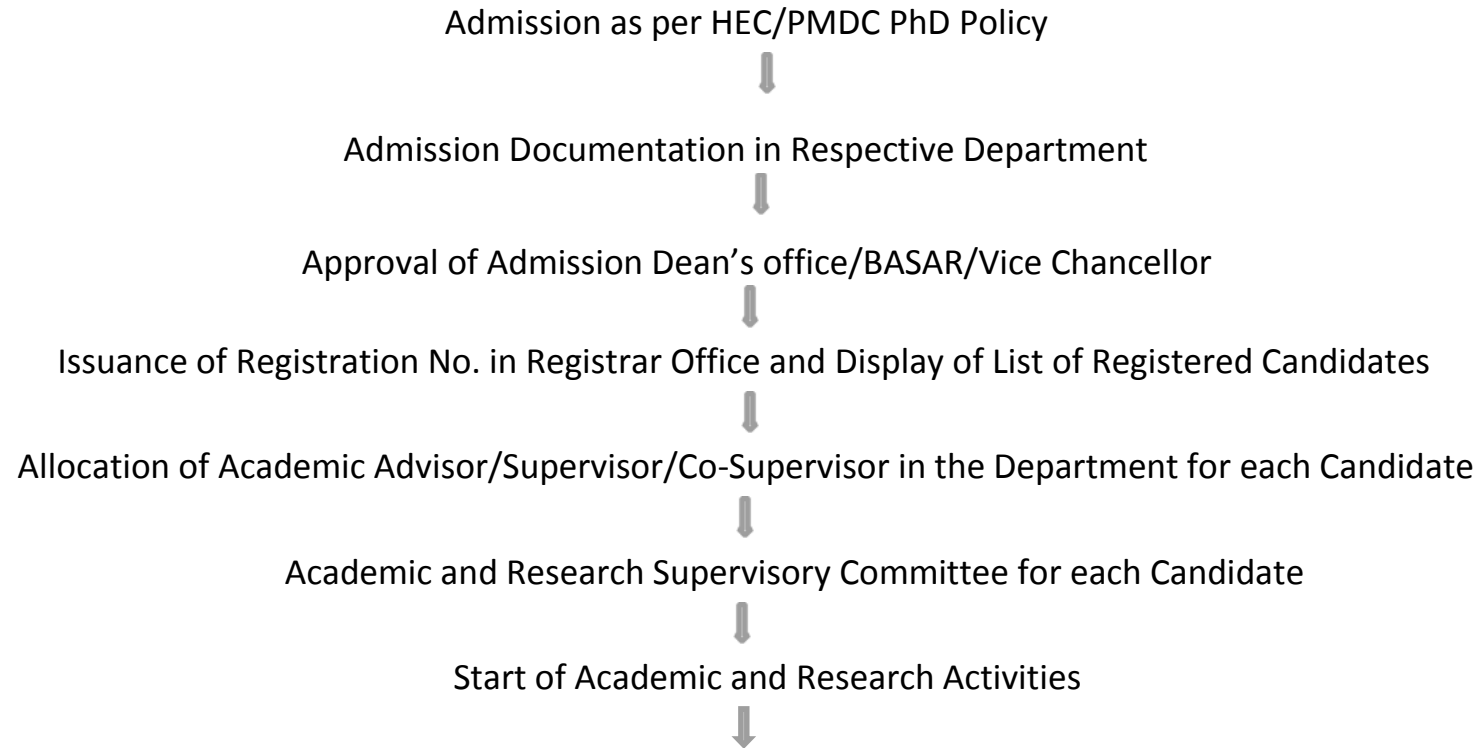 Admission as per HEC/PMDC PhD Policy
Admission Documentation in Respective Department
Approval of Admission Dean’s office/BASAR/Vice Chancellor
Issuance of Registration No. in Registrar Office and Display of List of Registered Candidates
Allocation of Academic Advisor/Supervisor/Co-Supervisor in the Department for each Candidate
Academic and Research Supervisory Committee for each Candidate
Start of Academic and Research Activities